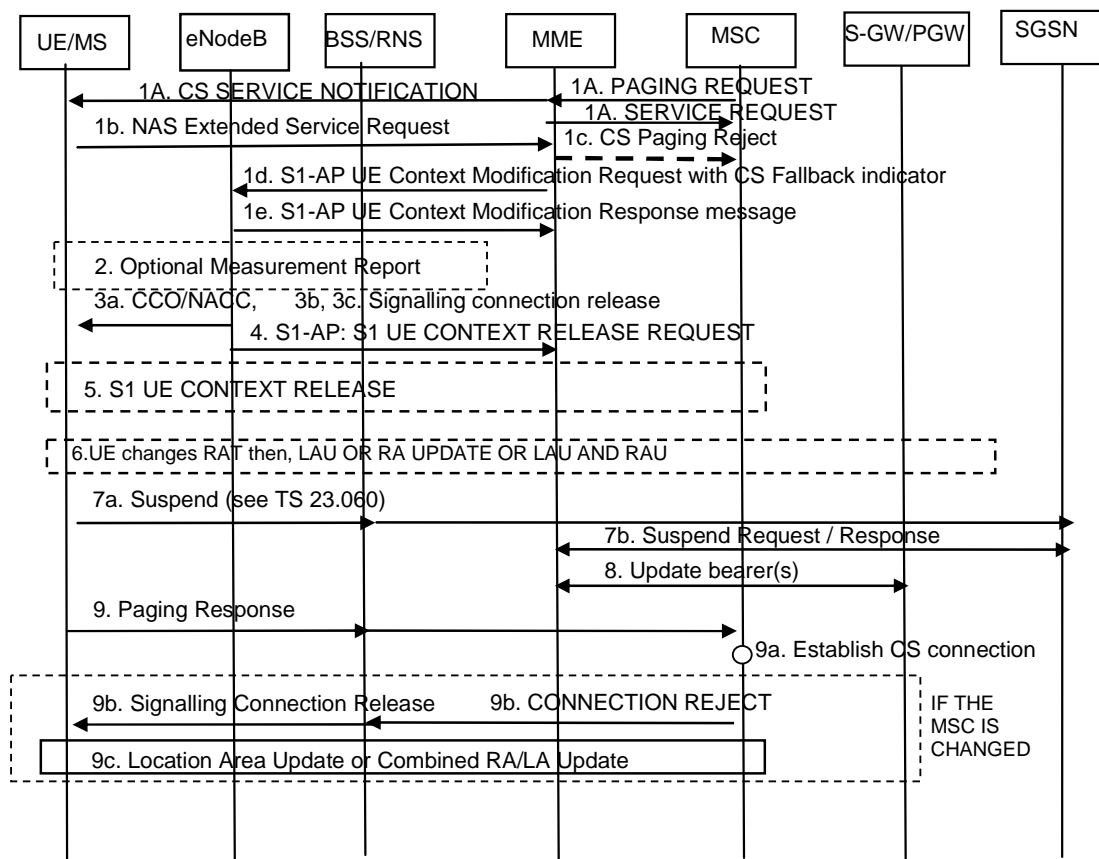 UE/MS
eNodeB
BSS/RNS
MME
MSC
S-GW/PGW
SGSN
1A. CS SERVICE NOTIFICATION
1A. PAGING REQUEST
1A. SERVICE REQUEST
1b. NAS Extended Service Request
1c. CS Paging Reject
1d. S1-AP UE Context Modification Request with CS Fallback indicator
1e. S1-AP UE Context Modification Response message
2. Optional Measurement Report
3a. CCO/NACC, 3b, 3c. Signalling connection release
4. S1-AP: S1 UE CONTEXT RELEASE REQUEST
5. S1 UE CONTEXT RELEASE
6.UE changes RAT then, LAU OR RA UPDATE OR LAU AND RAU
7a. Suspend (see TS 23.060)
7b. Suspend Request / Response
8. Update bearer(s)
9. Paging Response
9a. Establish CS connection
9b. Signalling Connection Release
9b. CONNECTION REJECT
IF THE
MSC IS
CHANGED
9c. Location Area Update or Combined RA/LA Update